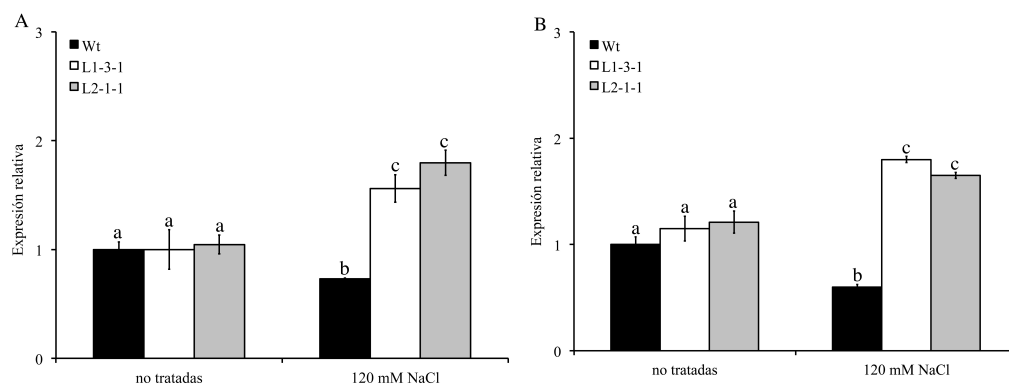 A
3
Wt
L1-3-1
L2-1-1
2
1
0
Expresión relativa
a
a
a
b
c
c
no tratadas
120 mM NaCl
B
3
Wt
L1-3-1
L2-1-1
2
1
0
Expresión relativa
a
a
a
b
c
c
no tratadas
120 mM NaCl